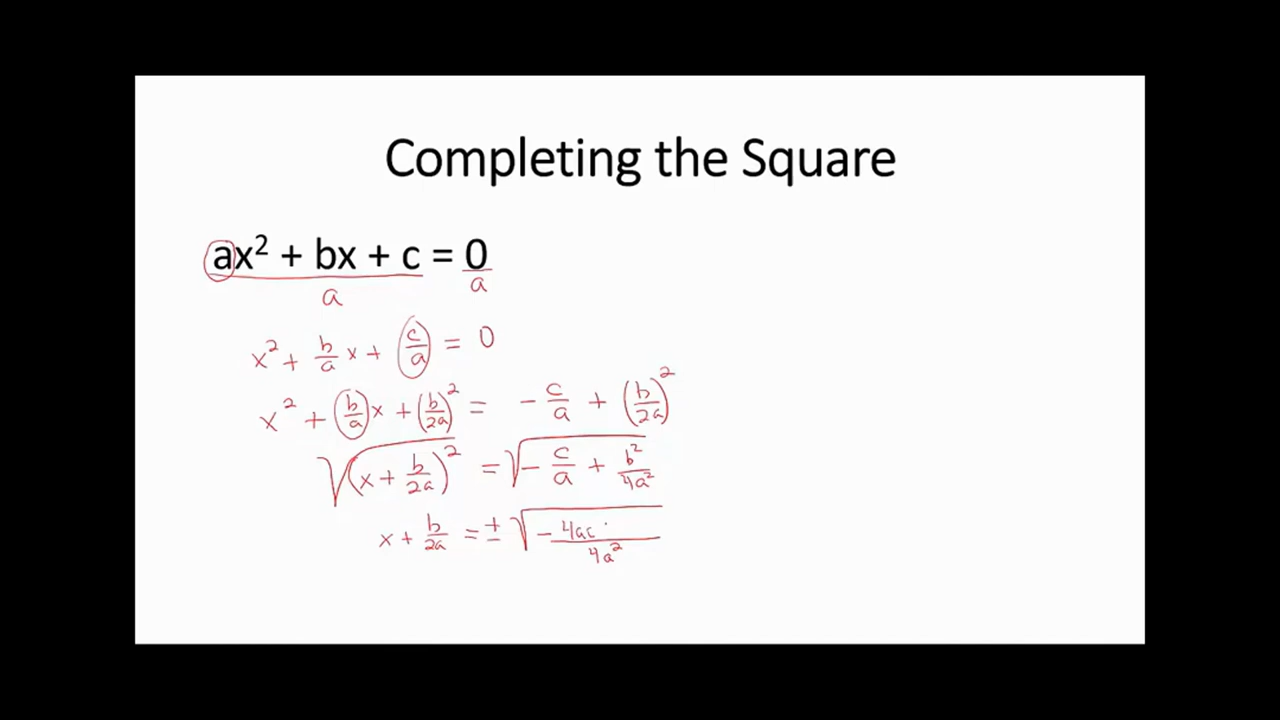 Completing the Square
ax² + bx + c = 0
a a
x² + b/a x + c/a = 0
x² + (b/a)x + (b/2a)² = - c/a + (b/2a)²
√(x + b/2a)² = √- c/a + b²/4a²
x + b/2a = ± √- 4ac/4a²